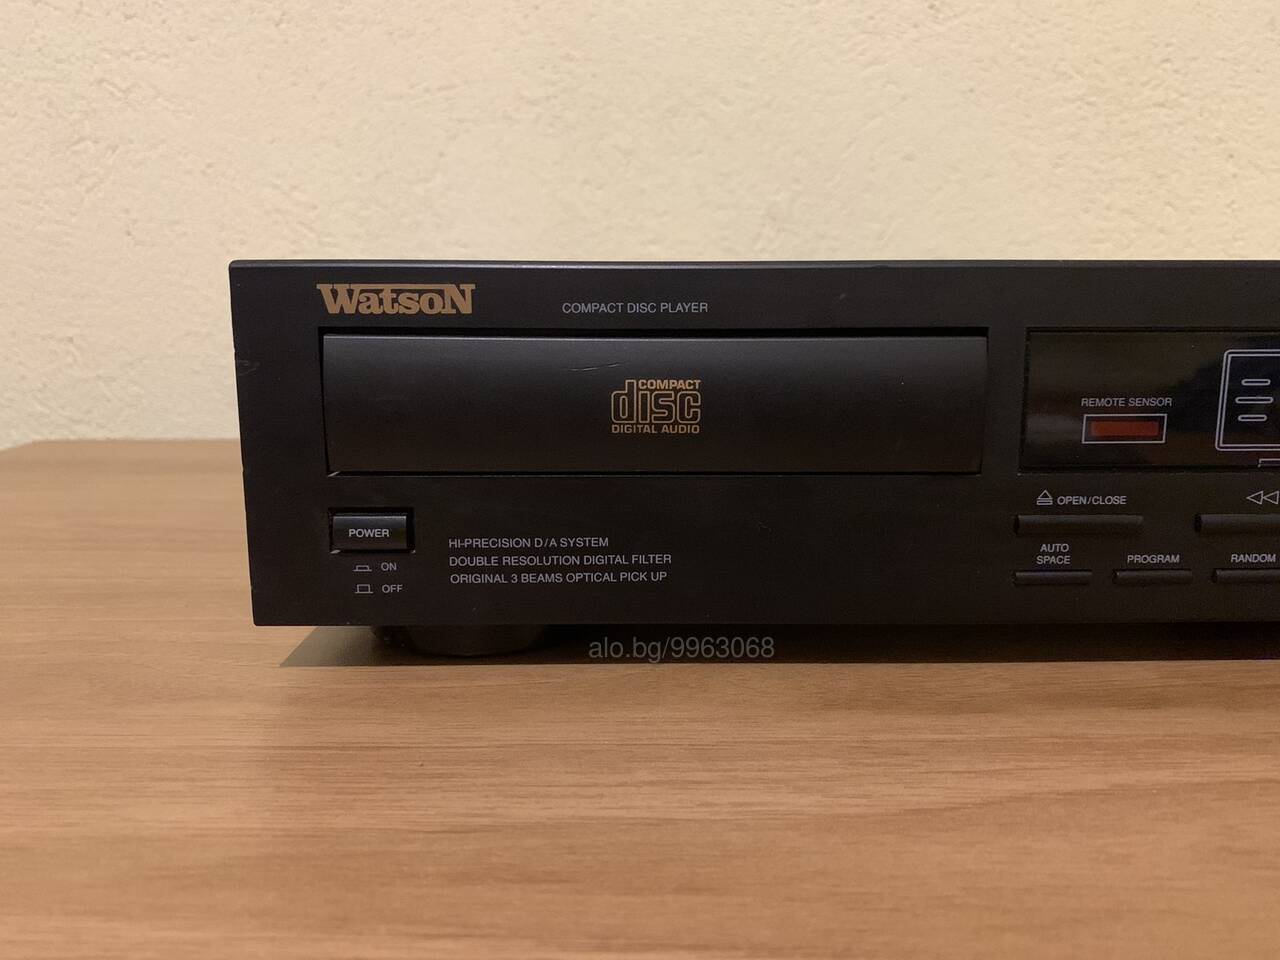 WatsoN
COMPACT DISC PLAYER
COMPACT
disc
DIGITAL AUDIO
REMOTE SENSOR
OPEN/CLOSE
POWER
ON
OFF
HI-PRECISION D/A SYSTEM
DOUBLE RESOLUTION DIGITAL FILTER
ORIGINAL 3 BEAMS OPTICAL PICK UP
AUTO
SPACE
PROGRAM
RANDOM
alo.bg/9963068